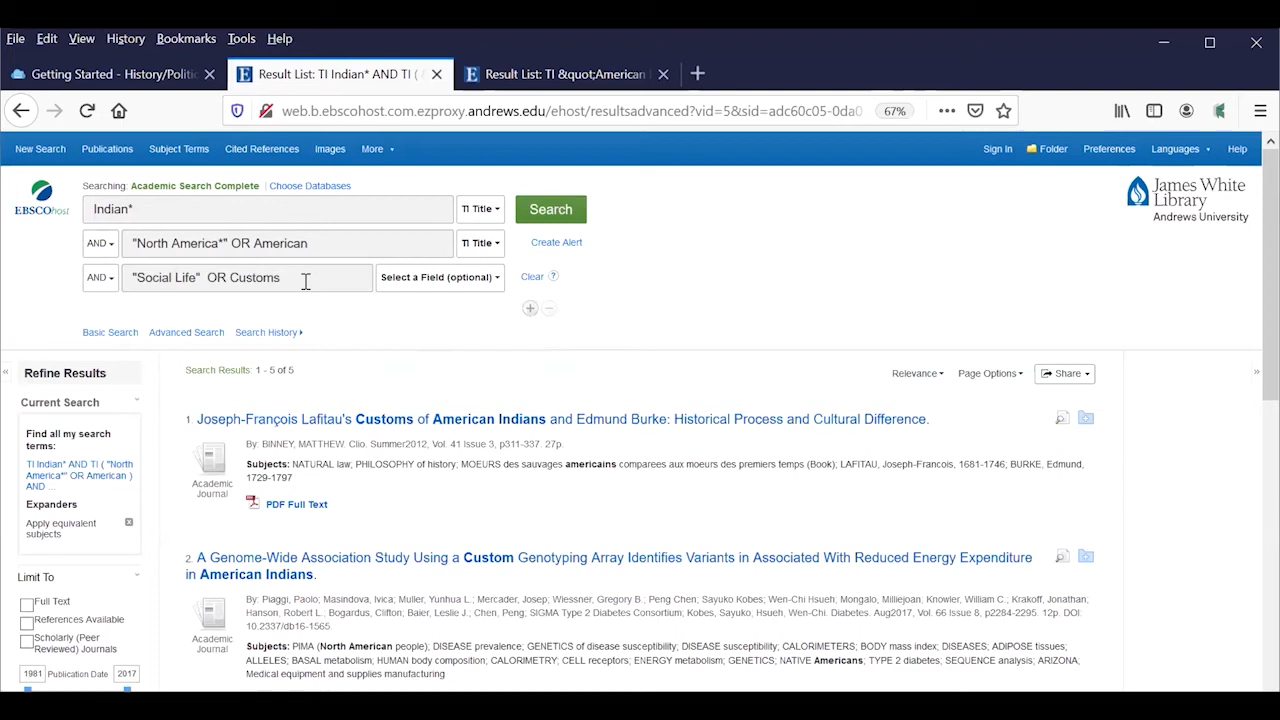 File Edit View History Bookmarks Tools Help
Getting Started - History/Politi
Result List: TI Indian* AND TI (
Result List: TI &quot;American
web.b.ebscohost.com.ezproxy.andrews.edu/ehost/resultsadvanced?vid=5&sid=adc60c05-0da0 67%
New Search Publications Subject Terms Cited References Images More Sign In Folder Preferences Languages Help
Searching: Academic Search Complete Choose Databases
EBSCOhost
Indian* TI Title Search
James White
Library
Andrews University
AND "North America*" OR American TI Title Create Alert
AND "Social Life" OR Customs Select a Field (optional) Clear ?
Basic Search Advanced Search Search History
Refine Results
Current Search
Find all my search
terms:
TI Indian* AND TI ( "North
America*" OR American )
AND ...
Expanders
Apply equivalent
subjects
Limit To
Full Text
References Available
Scholarly (Peer
Reviewed) Journals
1981 Publication Date 2017
Search Results: 1 - 5 of 5 Relevance Page Options Share
1. Joseph-François Lafitau's Customs of American Indians and Edmund Burke: Historical Process and Cultural Difference.
By: BINNEY, MATTHEW. Clio. Summer2012, Vol. 41 Issue 3, p311-337. 27p.
Subjects: NATURAL law, PHILOSOPHY of history; MOEURS des sauvages americains comparees aux moeurs des premiers temps (Book); LAFITAU, Joseph-Francois, 1681-1746; BURKE, Edmund,
1729-1797
Academic
Journal
PDF Full Text
2. A Genome-Wide Association Study Using a Custom Genotyping Array Identifies Variants in Associated With Reduced Energy Expenditure
in American Indians.
By: Piaggi, Paolo; Masindova, Ivica; Muller, Yunhua L.; Mercader, Josep; Wiessner, Gregory B.; Peng Chen; Sayuko Kobes; Wen-Chi Hsueh; Mongalo, Milliejoan; Knowler, William C.; Krakoff, Jonathan;
Hanson, Robert L.; Bogardus, Clifton; Baier, Leslie J.; Chen, Peng; SIGMA Type 2 Diabetes Consortium; Kobes, Sayuko; Hsueh, Wen-Chi. Diabetes. Aug2017, Vol. 66 Issue 8, p2284-2295. 12p. DOI:
10.2337/db16-1565.
Subjects: PIMA (North American people); DISEASE prevalence; GENETICS of disease susceptibility; DISEASE susceptibility; CALORIMETERS; BODY mass index; DISEASES; ADIPOSE tissues;
ALLELES; BASAL metabolism; HUMAN body composition; CALORIMETRY; CELL receptors; ENERGY metabolism; GENETICS; NATIVE Americans; TYPE 2 diabetes; SEQUENCE analysis; ARIZONA;
Medical equipment and supplies manufacturing
Academic
Journal